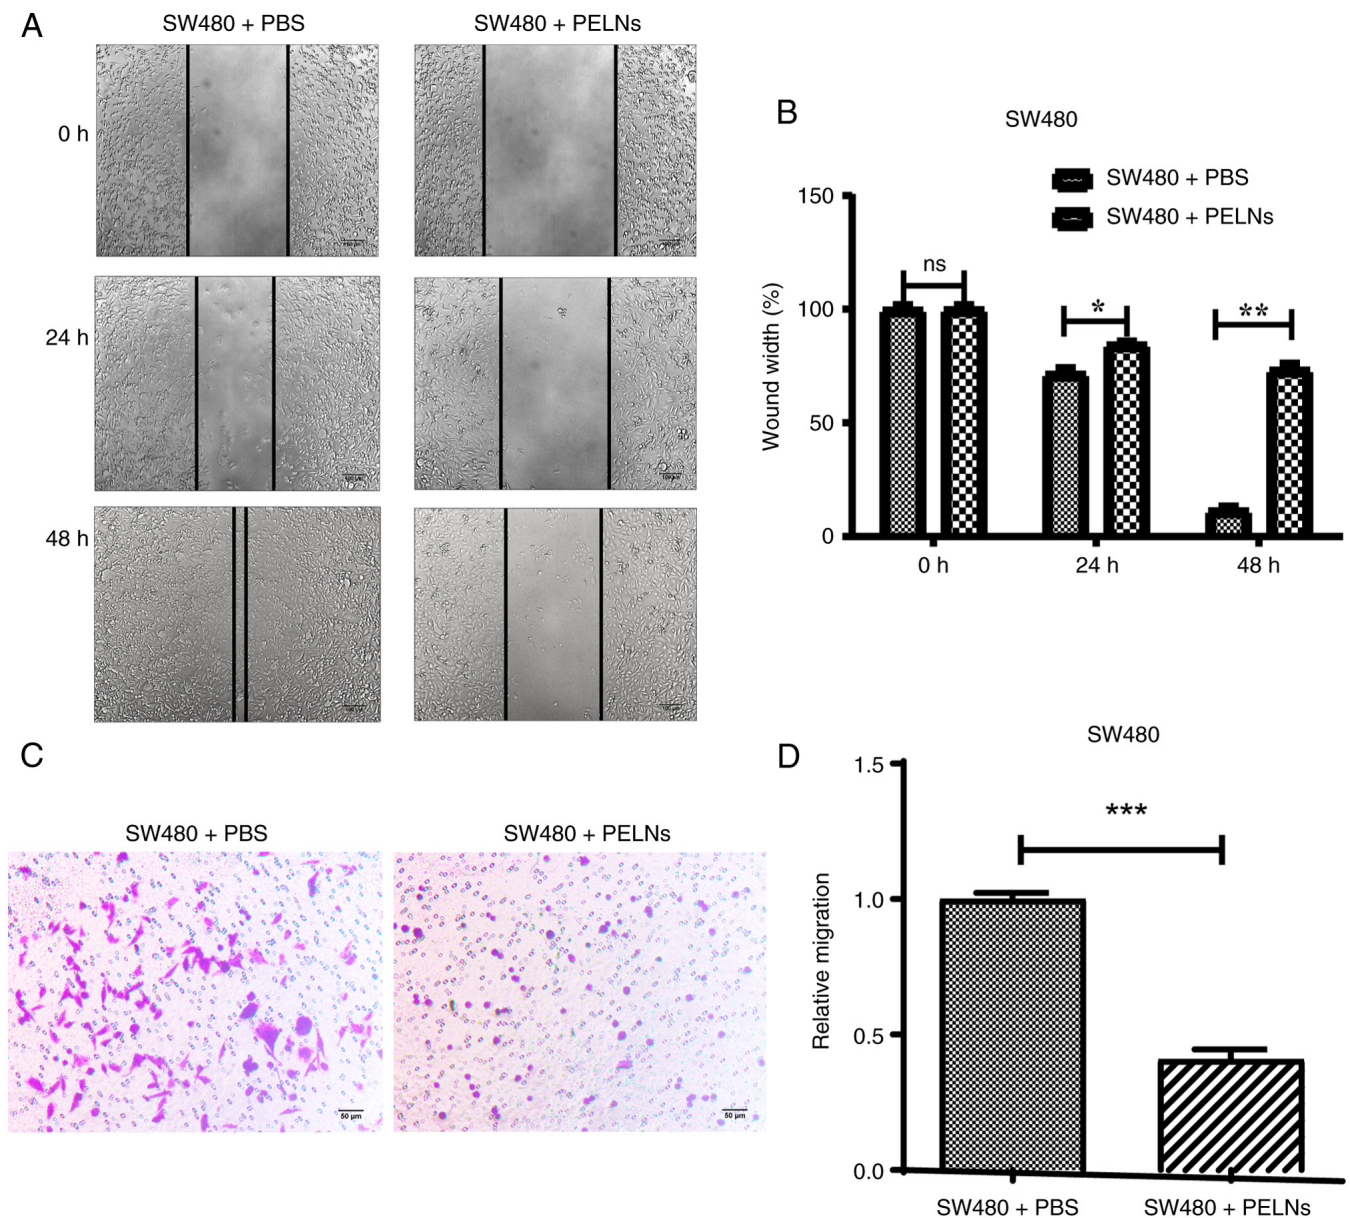 A
SW480 + PBS
SW480 + PELNs
0 h
24 h
48 h
B
SW480
SW480 + PBS
SW480 + PELNs
Wound width (%)
150
100
50
0
ns
*
**
0 h
24 h
48 h
C
SW480 + PBS
SW480 + PELNs
50 µm
50 µm
D
SW480
Relative migration
1.5
1.0
0.5
0.0
***
SW480 + PBS
SW480 + PELNs